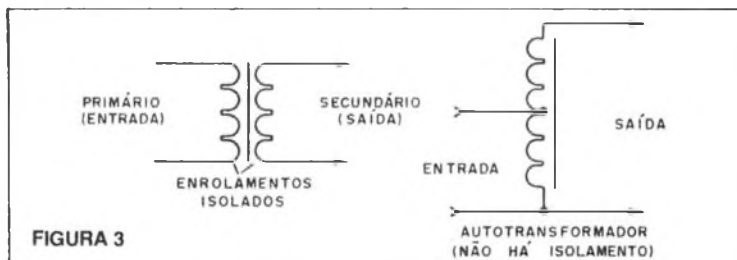 PRIMÁRIO
(ENTRADA)
SECUNDÁRIO
(SAÍDA)
ENROLAMENTOS
ISOLADOS
ENTRADA
SAÍDA
AUTOTRANSFORMADOR
(NÃO HÁ ISOLAMENTO)
FIGURA 3